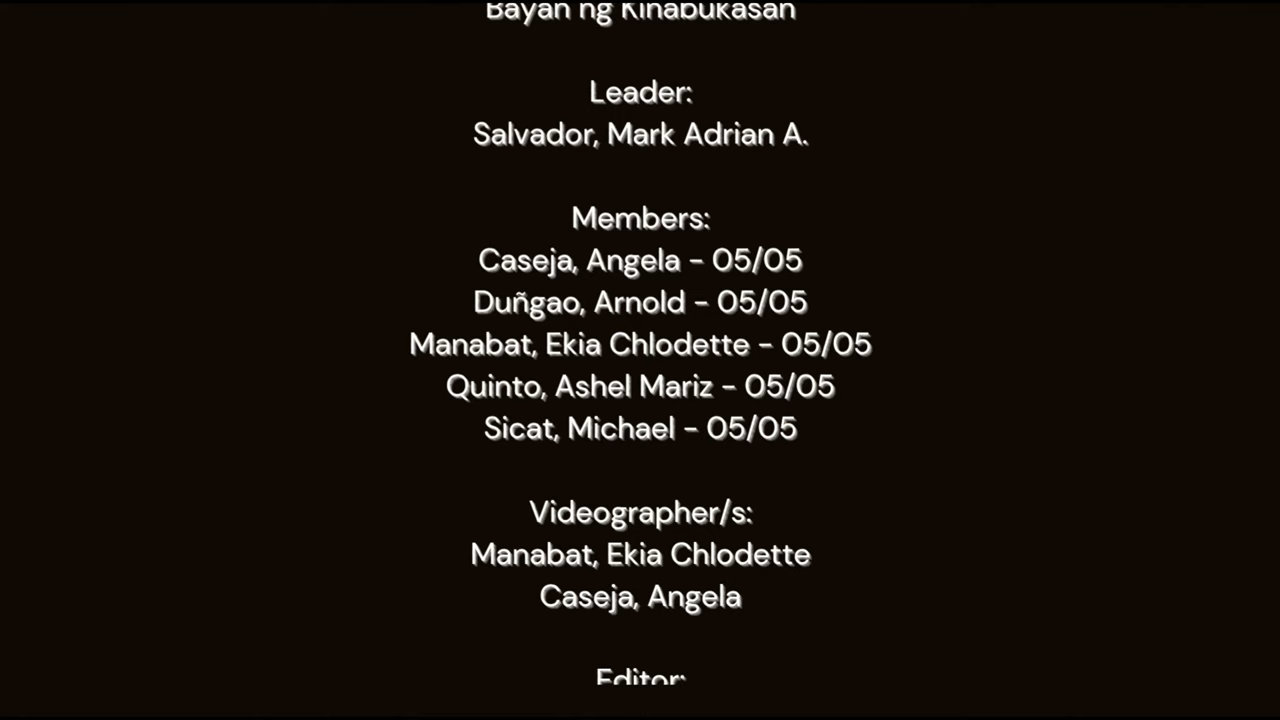 Bayan ng Kinabukasan
Leader:
Salvador, Mark Adrian A.
Members:
Caseja, Angela - 05/05
Duñgao, Arnold - 05/05
Manabat, Ekia Chlodette - 05/05
Quinto, Ashel Mariz - 05/05
Sicat, Michael - 05/05
Videographer/s:
Manabat, Ekia Chlodette
Caseja, Angela
Editor: